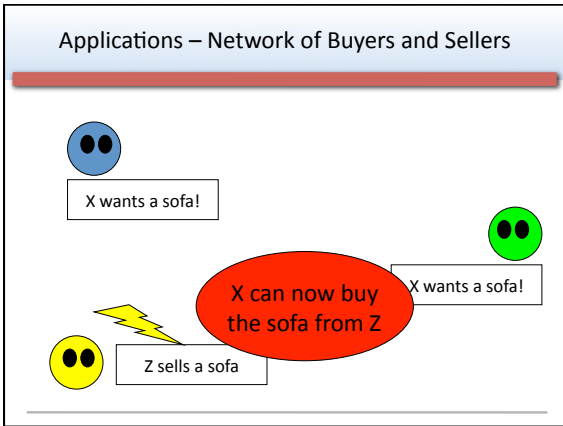 Applications – Network of Buyers and Sellers
X wants a sofa!
X wants a sofa!
X can now buy
the sofa from Z
Z sells a sofa